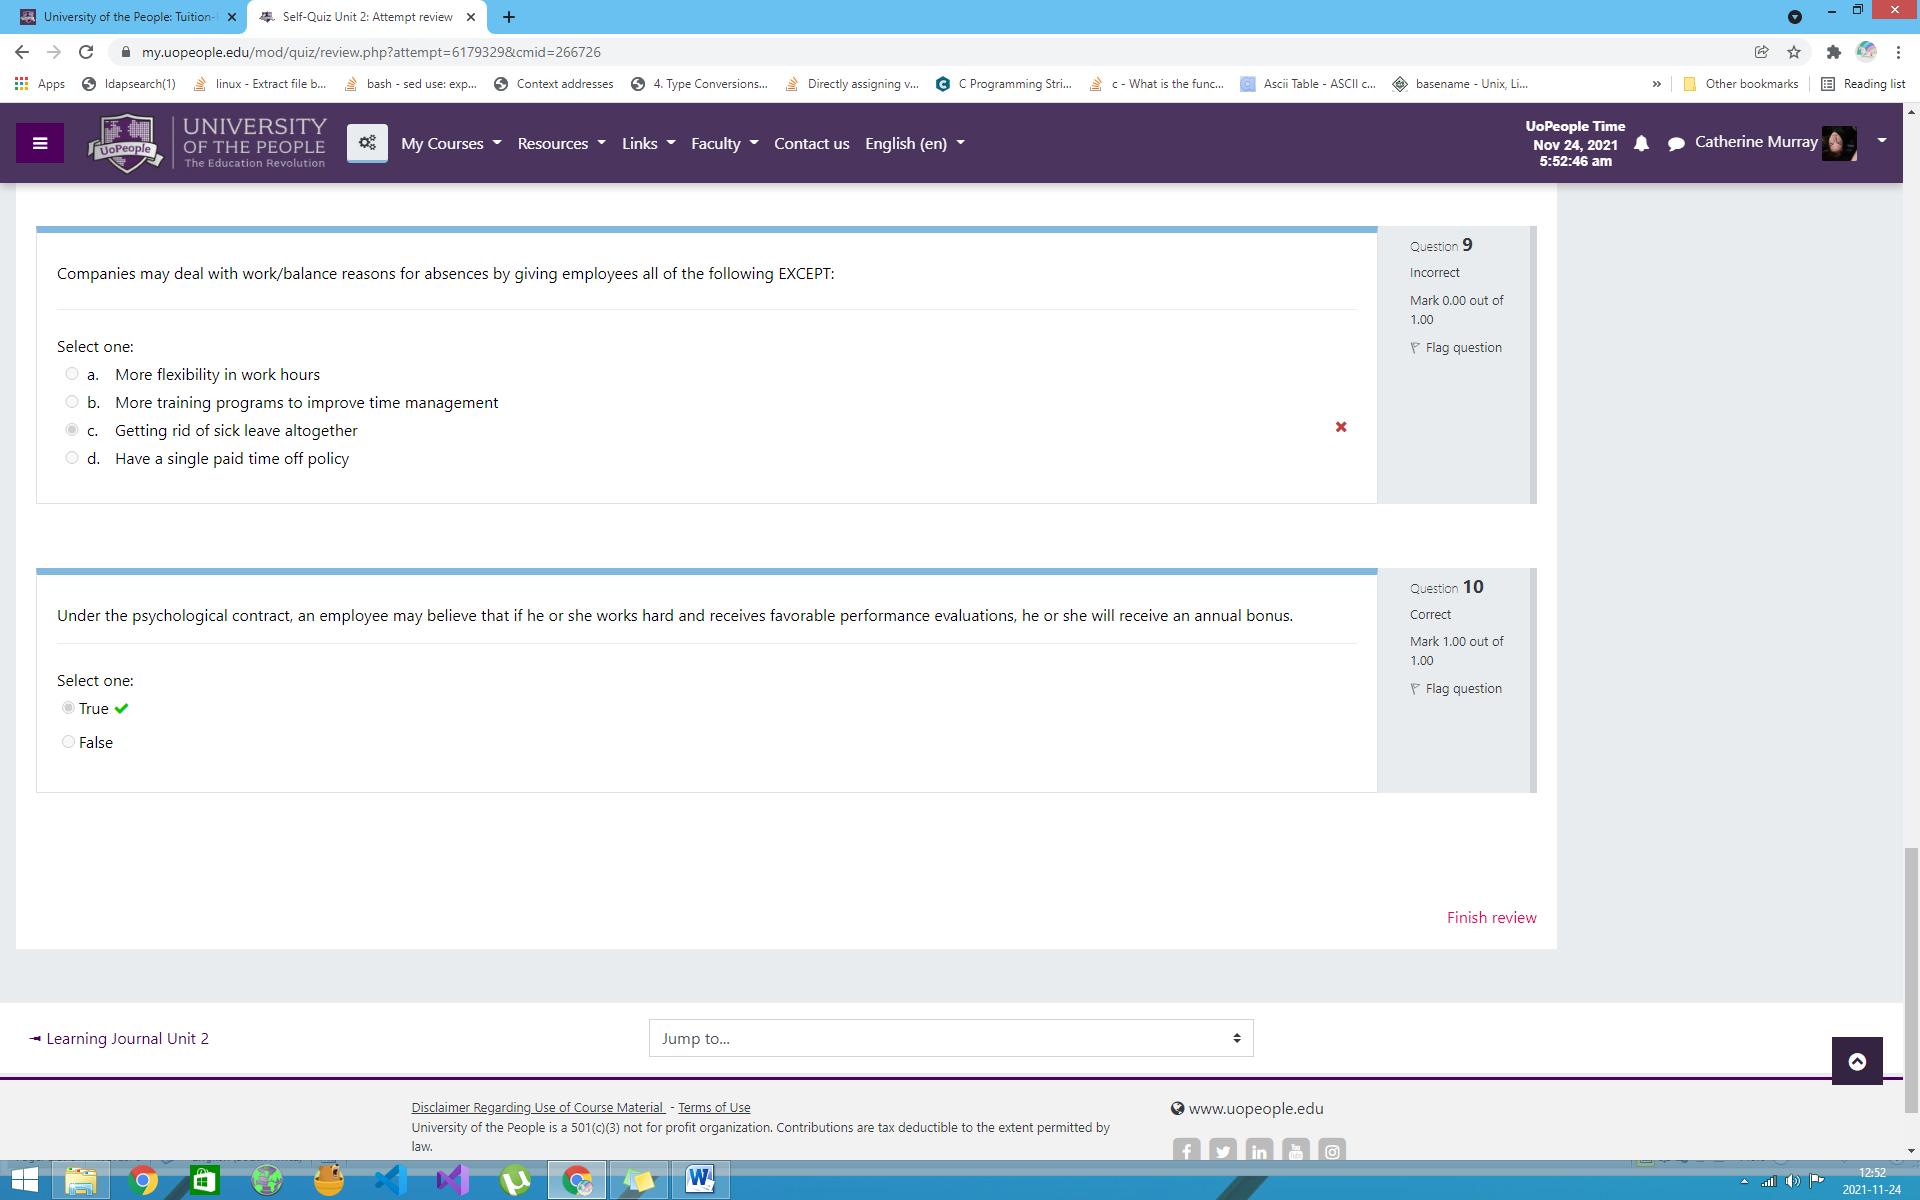 University of the People: Tuition-
Self-Quiz Unit 2: Attempt review
my.uopeople.edu/mod/quiz/review.php?attempt=6179329&cmid=266726
Apps
ldapsearch(1)
linux - Extract file b...
bash - sed use: exp...
Context addresses
4. Type Conversions...
Directly assigning v...
C Programming Stri...
c - What is the func...
Ascii Table - ASCII c...
basename - Unix, Li...
»
Other bookmarks
Reading list
UoPeople
UNIVERSITY
OF THE PEOPLE
The Education Revolution
My Courses
Resources
Links
Faculty
Contact us
English (en)
UoPeople Time
Nov 24, 2021
5:52:46 am
Catherine Murray
Companies may deal with work/balance reasons for absences by giving employees all of the following EXCEPT:
Select one:
a. More flexibility in work hours
b. More training programs to improve time management
c. Getting rid of sick leave altogether
d. Have a single paid time off policy
Question 9
Incorrect
Mark 0.00 out of
1.00
Flag question
Under the psychological contract, an employee may believe that if he or she works hard and receives favorable performance evaluations, he or she will receive an annual bonus.
Select one:
True
False
Question 10
Correct
Mark 1.00 out of
1.00
Flag question
Finish review
◄ Learning Journal Unit 2
Jump to...
Disclaimer Regarding Use of Course Material - Terms of Use
University of the People is a 501(c)(3) not for profit organization. Contributions are tax deductible to the extent permitted by
law.
www.uopeople.edu
12:52
2021-11-24